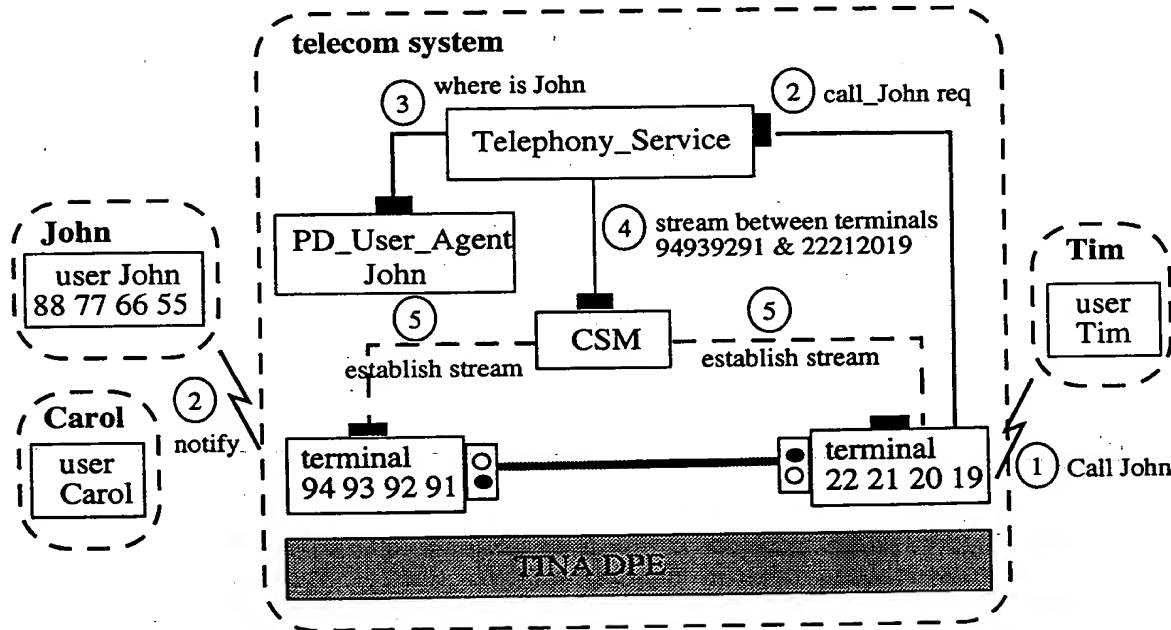 telecom system
3
where is John
2
call_John req
Telephony_Service
PD_User_Agent
John
4
stream between terminals
94939291 & 22212019
John
user John
88 77 66 55
Tim
user
Tim
5
CSM
5
establish stream
establish stream
Carol
user
Carol
2
notify
terminal
94 93 92 91
terminal
22 21 20 19
1
Call John
TINA DPE